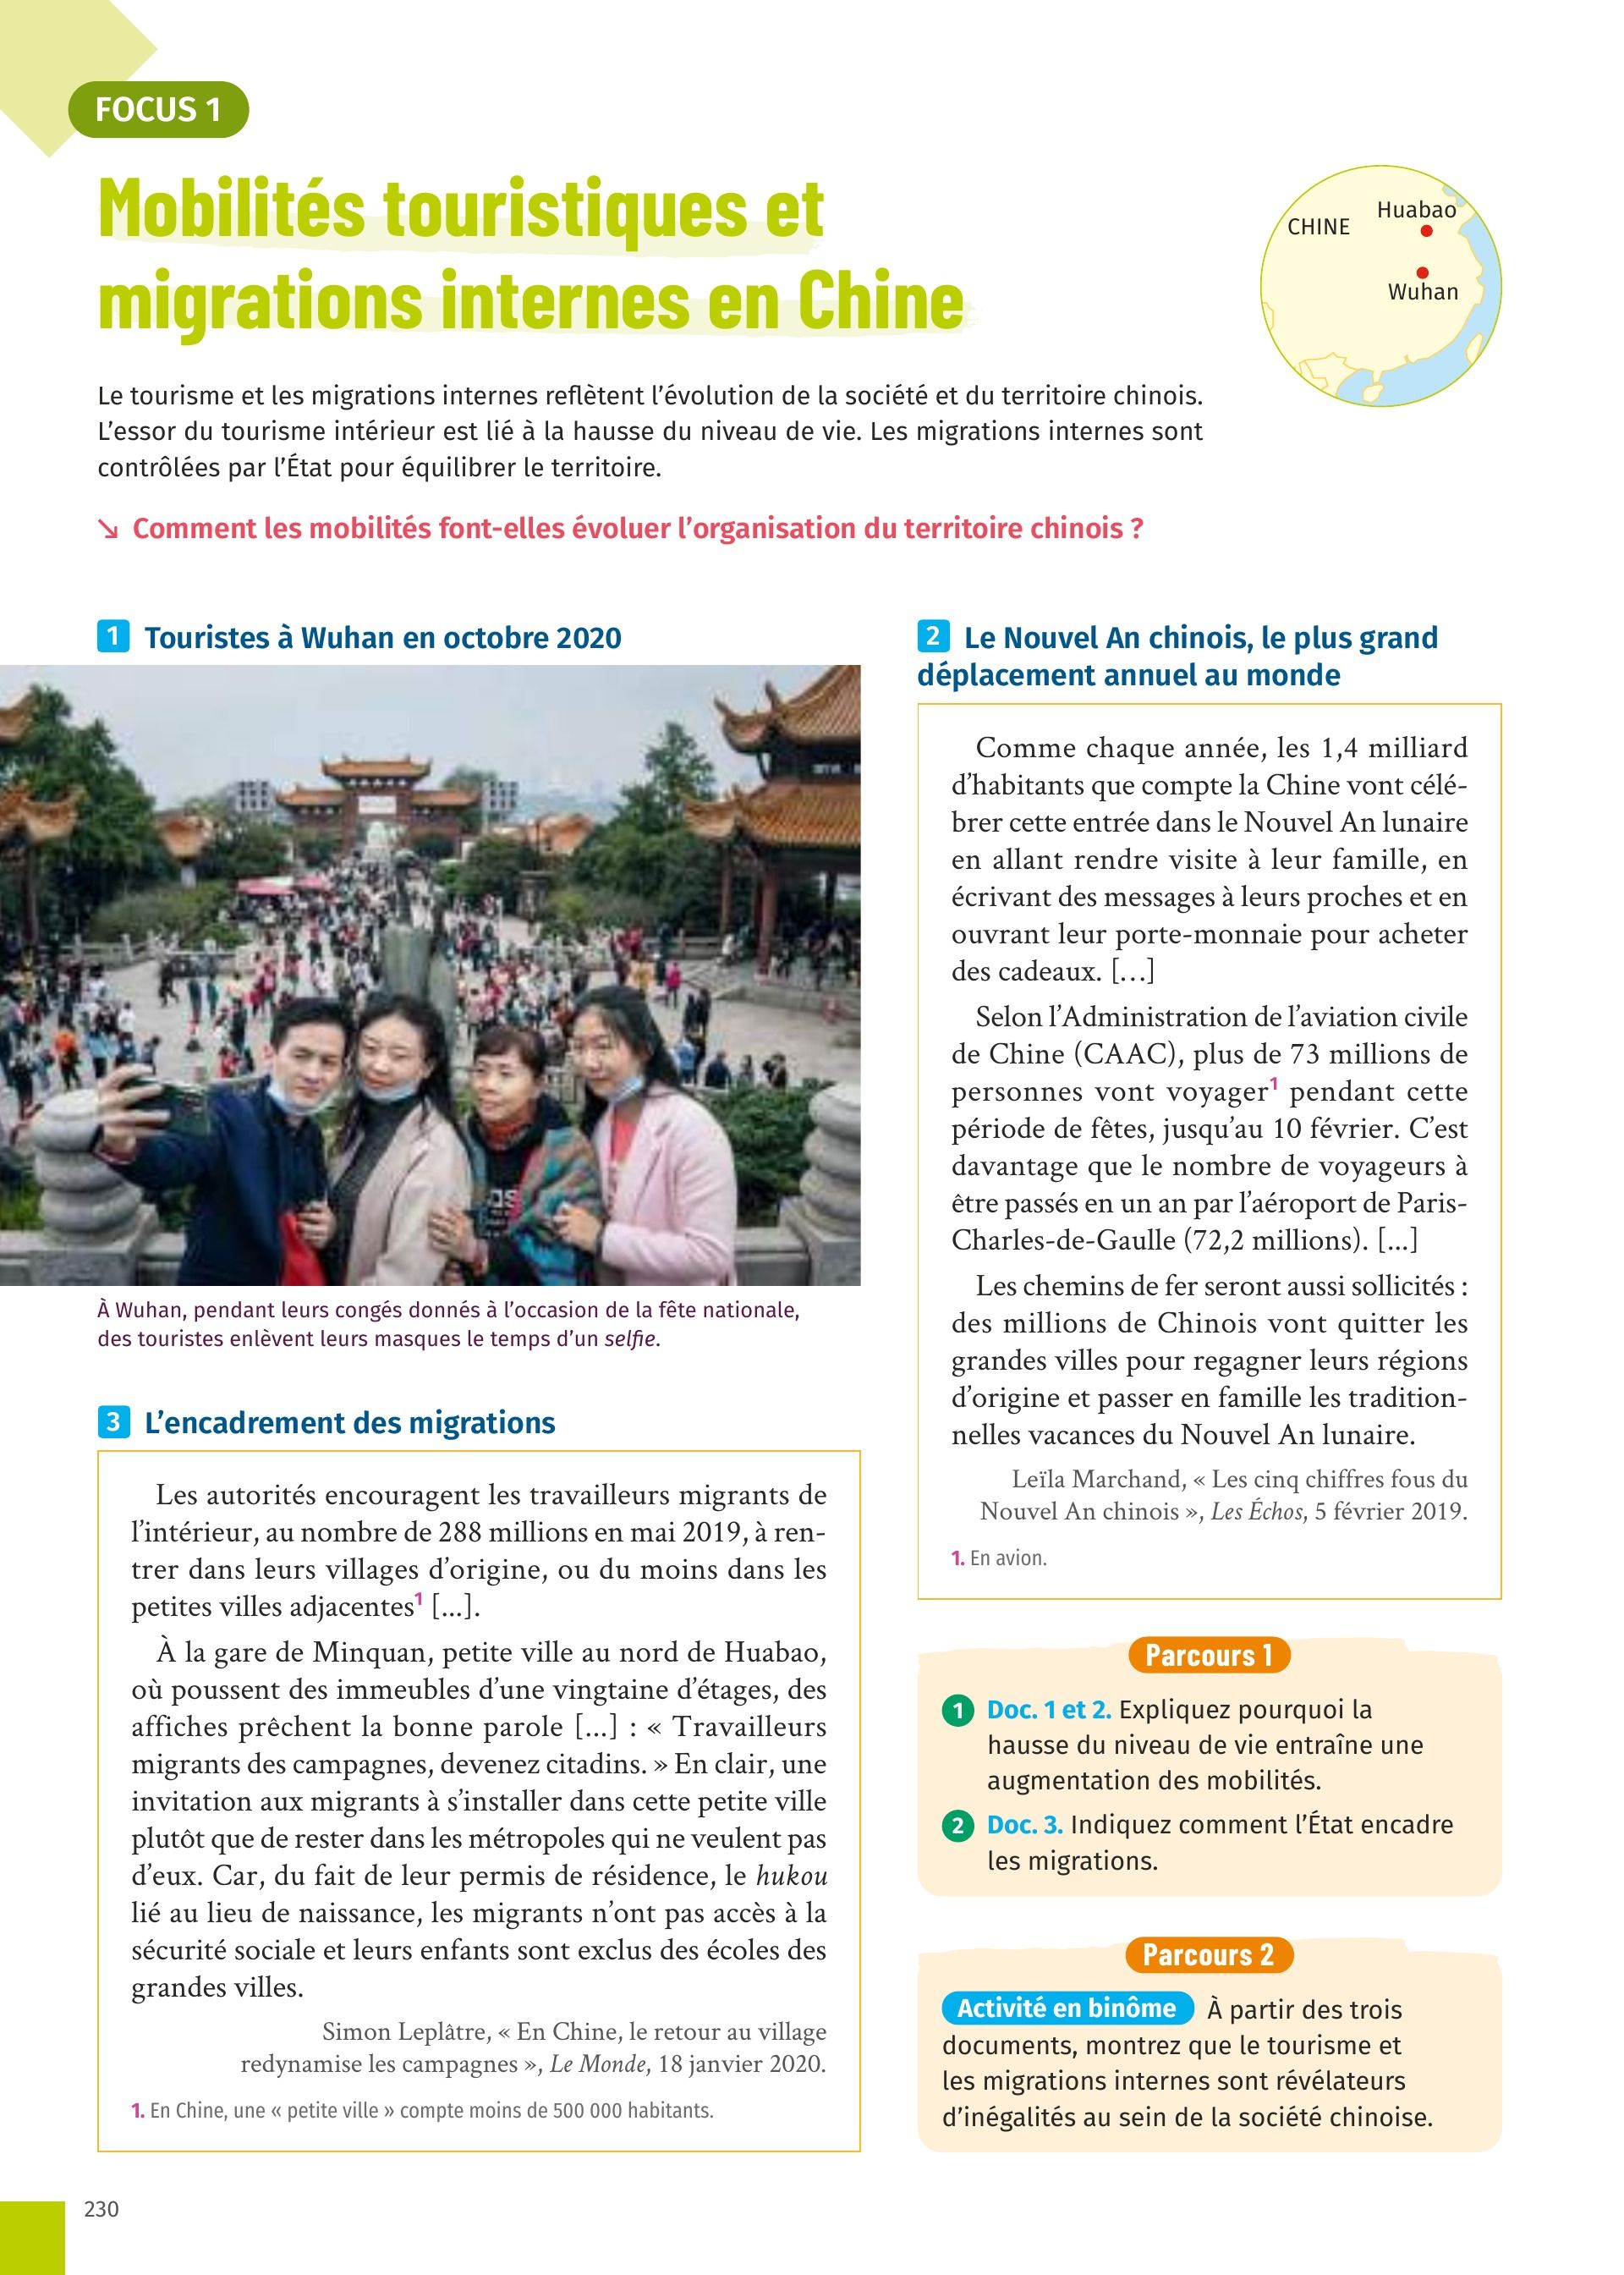 FOCUS 1
Mobilités touristiques et
migrations internes en Chine
CHINE
Huabao
Wuhan
Le tourisme et les migrations internes reflètent l’évolution de la société et du territoire chinois.
L’essor du tourisme intérieur est lié à la hausse du niveau de vie. Les migrations internes sont
contrôlées par l’État pour équilibrer le territoire.
↘ Comment les mobilités font-elles évoluer l’organisation du territoire chinois ?
1 Touristes à Wuhan en octobre 2020
À Wuhan, pendant leurs congés donnés à l’occasion de la fête nationale,
des touristes enlèvent leurs masques le temps d’un selfie.
2 Le Nouvel An chinois, le plus grand
déplacement annuel au monde
Comme chaque année, les 1,4 milliard
d’habitants que compte la Chine vont célé-
brer cette entrée dans le Nouvel An lunaire
en allant rendre visite à leur famille, en
écrivant des messages à leurs proches et en
ouvrant leur porte-monnaie pour acheter
des cadeaux. […]
Selon l’Administration de l’aviation civile
de Chine (CAAC), plus de 73 millions de
personnes vont voyager1 pendant cette
période de fêtes, jusqu’au 10 février. C’est
davantage que le nombre de voyageurs à
être passés en un an par l’aéroport de Paris-
Charles-de-Gaulle (72,2 millions). [...]
Les chemins de fer seront aussi sollicités :
des millions de Chinois vont quitter les
grandes villes pour regagner leurs régions
d’origine et passer en famille les tradition-
nelles vacances du Nouvel An lunaire.
Leïla Marchand, « Les cinq chiffres fous du
Nouvel An chinois », Les Échos, 5 février 2019.
1. En avion.
3 L’encadrement des migrations
Les autorités encouragent les travailleurs migrants de
l’intérieur, au nombre de 288 millions en mai 2019, à ren-
trer dans leurs villages d’origine, ou du moins dans les
petites villes adjacentes1 [...].
À la gare de Minquan, petite ville au nord de Huabao,
où poussent des immeubles d’une vingtaine d’étages, des
affiches prêchent la bonne parole [...] : « Travailleurs
migrants des campagnes, devenez citadins. » En clair, une
invitation aux migrants à s’installer dans cette petite ville
plutôt que de rester dans les métropoles qui ne veulent pas
d’eux. Car, du fait de leur permis de résidence, le hukou
lié au lieu de naissance, les migrants n’ont pas accès à la
sécurité sociale et leurs enfants sont exclus des écoles des
grandes villes.
Simon Leplâtre, « En Chine, le retour au village
redynamise les campagnes », Le Monde, 18 janvier 2020.
1. En Chine, une « petite ville » compte moins de 500 000 habitants.
Parcours 1
1 Doc. 1 et 2. Expliquez pourquoi la
hausse du niveau de vie entraîne une
augmentation des mobilités.
2 Doc. 3. Indiquez comment l’État encadre
les migrations.
Parcours 2
Activité en binôme À partir des trois
documents, montrez que le tourisme et
les migrations internes sont révélateurs
d’inégalités au sein de la société chinoise.
230